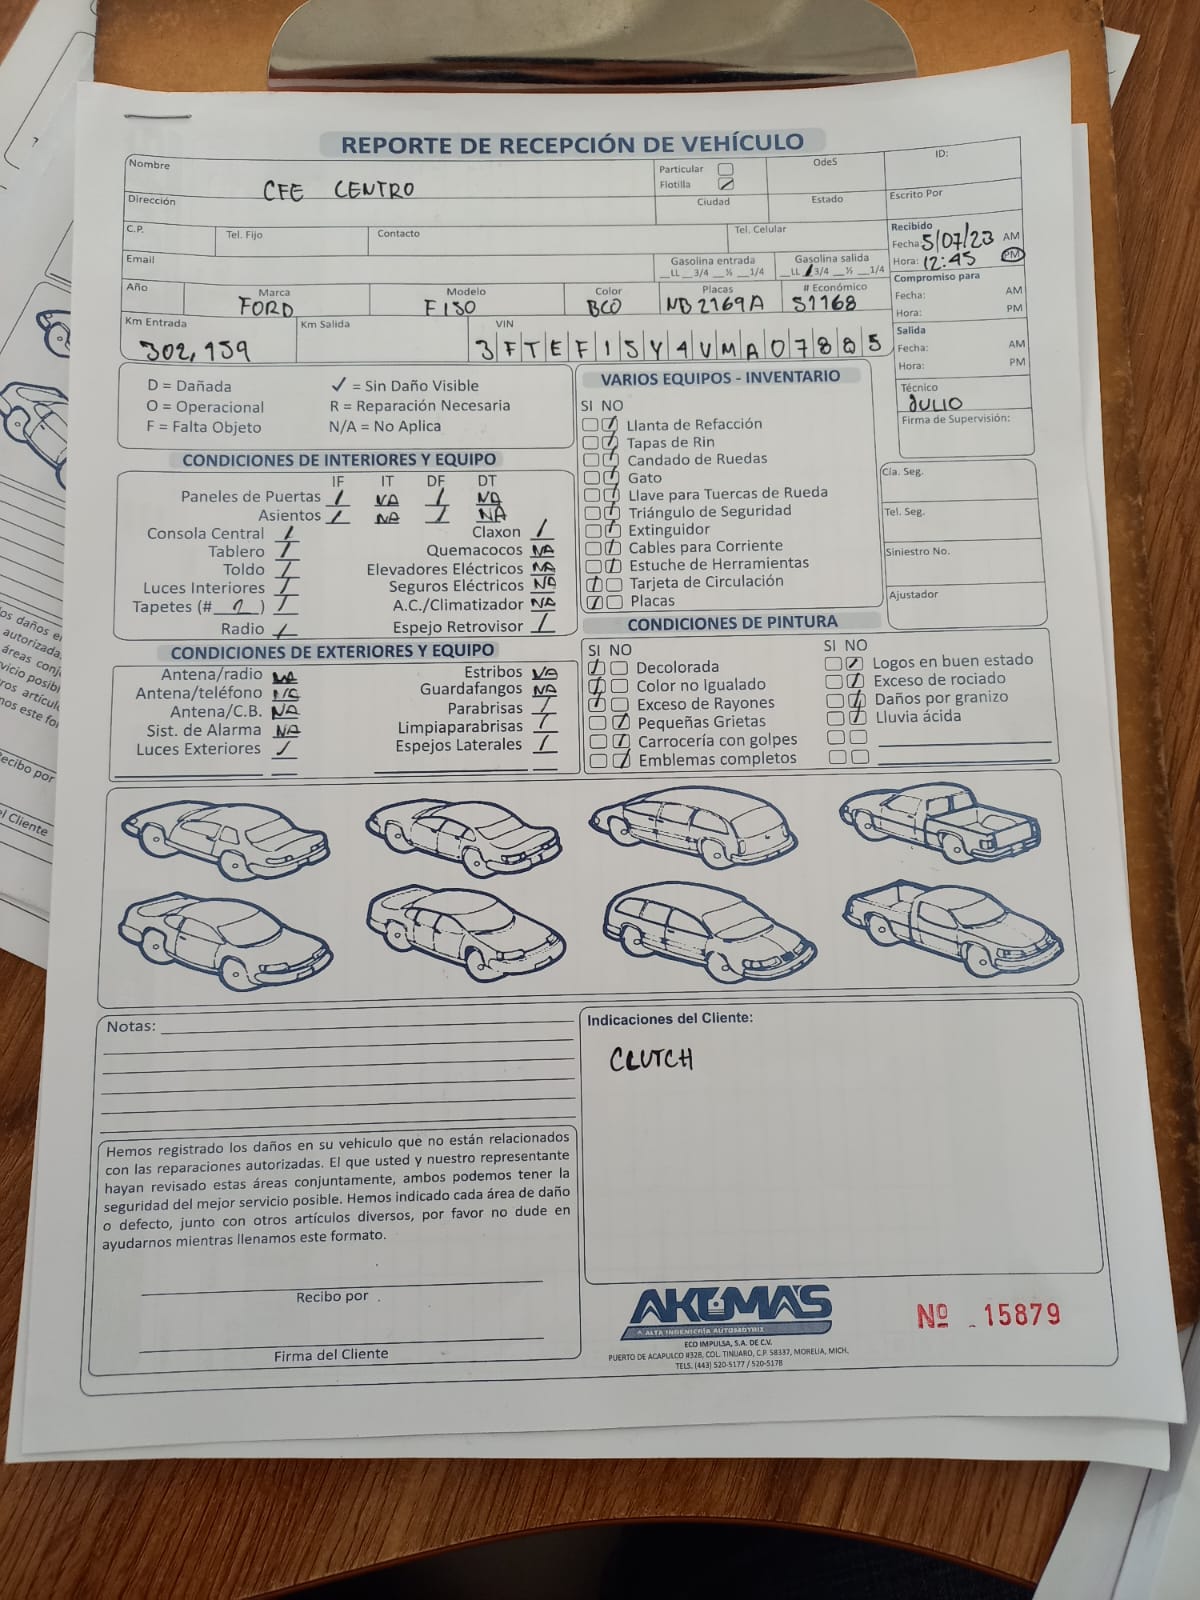 REPORTE DE RECEPCIÓN DE VEHÍCULO
Nombre CFE CENTRO
Particular
Flotilla ✓
OdeS
ID:
Dirección
Ciudad
Estado
Escrito Por
C.P.
Tel. Fijo
Contacto
Tel. Celular
Recibido
Fecha: 5/07/23 AM
Hora: 12:45 PM
Email
Gasolina entrada
__LL __3/4 __½ __1/4
Gasolina salida
__LL __3/4 __½ __1/4
Compromiso para
Fecha: AM
Hora: PM
Año
Marca FORD
Modelo F150
Color BCO
Placas NB2169A
# Económico 51168
Km Entrada 302,959
Km Salida
VIN 3FTEF15Y4VMA07885
Salida
Fecha: AM
Hora: PM
Técnico
JULIO
Firma de Supervisión:
Cía. Seg.
Tel. Seg.
Siniestro No.
Ajustador
D = Dañada ✓ = Sin Daño Visible
O = Operacional R = Reparación Necesaria
F = Falta Objeto N/A = No Aplica
CONDICIONES DE INTERIORES Y EQUIPO
IF IT DF DT
Paneles de Puertas / NA / NA
Asientos / NA / NA
Consola Central / Claxon /
Tablero / Quemacocos NA
Toldo / Elevadores Eléctricos NA
Luces Interiores / Seguros Eléctricos NA
Tapetes (# 2 ) / A.C./Climatizador NA
Radio / Espejo Retrovisor /
CONDICIONES DE EXTERIORES Y EQUIPO
Antena/radio NA Estribos NA
Antena/teléfono Guardafangos NA
Antena/C.B. NA Parabrisas /
Sist. de Alarma NA Limpiaparabrisas /
Luces Exteriores / Espejos Laterales /
VARIOS EQUIPOS - INVENTARIO
SI NO
Llanta de Refacción
Tapas de Rin
Candado de Ruedas
Gato
Llave para Tuercas de Rueda
Triángulo de Seguridad
Extinguidor
Cables para Corriente
Estuche de Herramientas
Tarjeta de Circulación
Placas
CONDICIONES DE PINTURA
SI NO SI NO
Decolorada Logos en buen estado
Color no Igualado Exceso de rociado
Exceso de Rayones Daños por granizo
Pequeñas Grietas Lluvia ácida
Carrocería con golpes
Emblemas completos
Notas:
Hemos registrado los daños en su vehiculo que no están relacionados
con las reparaciones autorizadas. El que usted y nuestro representante
hayan revisado estas áreas conjuntamente, ambos podemos tener la
seguridad del mejor servicio posible. Hemos indicado cada área de daño
o defecto, junto con otros artículos diversos, por favor no dude en
ayudarnos mientras llenamos este formato.
Recibo por
Firma del Cliente
Indicaciones del Cliente:
CLUTCH
AKUMAS
ALTA INGENIERÍA AUTOMOTRIZ
ECO IMPULSA, S.A. DE C.V.
PUERTO DE ACAPULCO #328, COL. TINIJARO, C.P. 58337, MORELIA, MICH.
TELS. (443) 520-5177 / 520-5178
Nº 15879